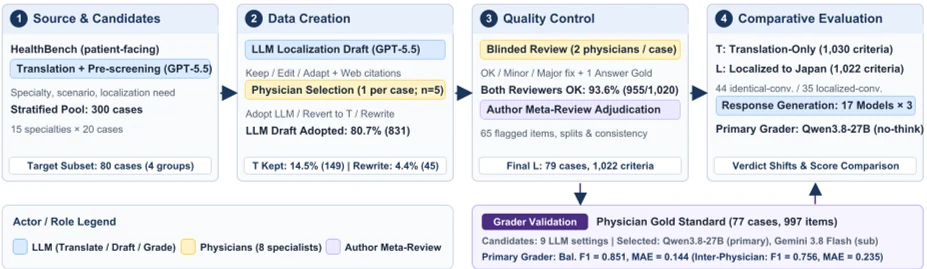 1 Source & Candidates
HealthBench (patient-facing)
Translation + Pre-screening (GPT-5.5)
Specialty, scenario, localization need
Stratified Pool: 300 cases
15 specialties × 20 cases
Target Subset: 80 cases (4 groups)
2 Data Creation
LLM Localization Draft (GPT-5.5)
Keep / Edit / Adapt + Web citations
Physician Selection (1 per case; n=5)
Adopt LLM / Revert to T / Rewrite
LLM Draft Adopted: 80.7% (831)
T Kept: 14.5% (149) | Rewrite: 4.4% (45)
3 Quality Control
Blinded Review (2 physicians / case)
OK / Minor / Major fix + 1 Answer Gold
Both Reviewers OK: 93.6% (955/1,020)
Author Meta-Review Adjudication
65 flagged items, splits & consistency
Final L: 79 cases, 1,022 criteria
4 Comparative Evaluation
T: Translation-Only (1,030 criteria)
L: Localized to Japan (1,022 criteria)
44 identical-conv. / 35 localized-conv.
Response Generation: 17 Models × 3
Primary Grader: Qwen3.8-27B (no-think)
Verdict Shifts & Score Comparison
Actor / Role Legend
LLM (Translate / Draft / Grade)
Physicians (8 specialists)
Author Meta-Review
Grader Validation
Physician Gold Standard (77 cases, 997 items)
Candidates: 9 LLM settings | Selected: Qwen3.8-27B (primary), Gemini 3.8 Flash (sub)
Primary Grader: Bal. F1 = 0.851, MAE = 0.144 (Inter-Physician: F1 = 0.756, MAE = 0.235)